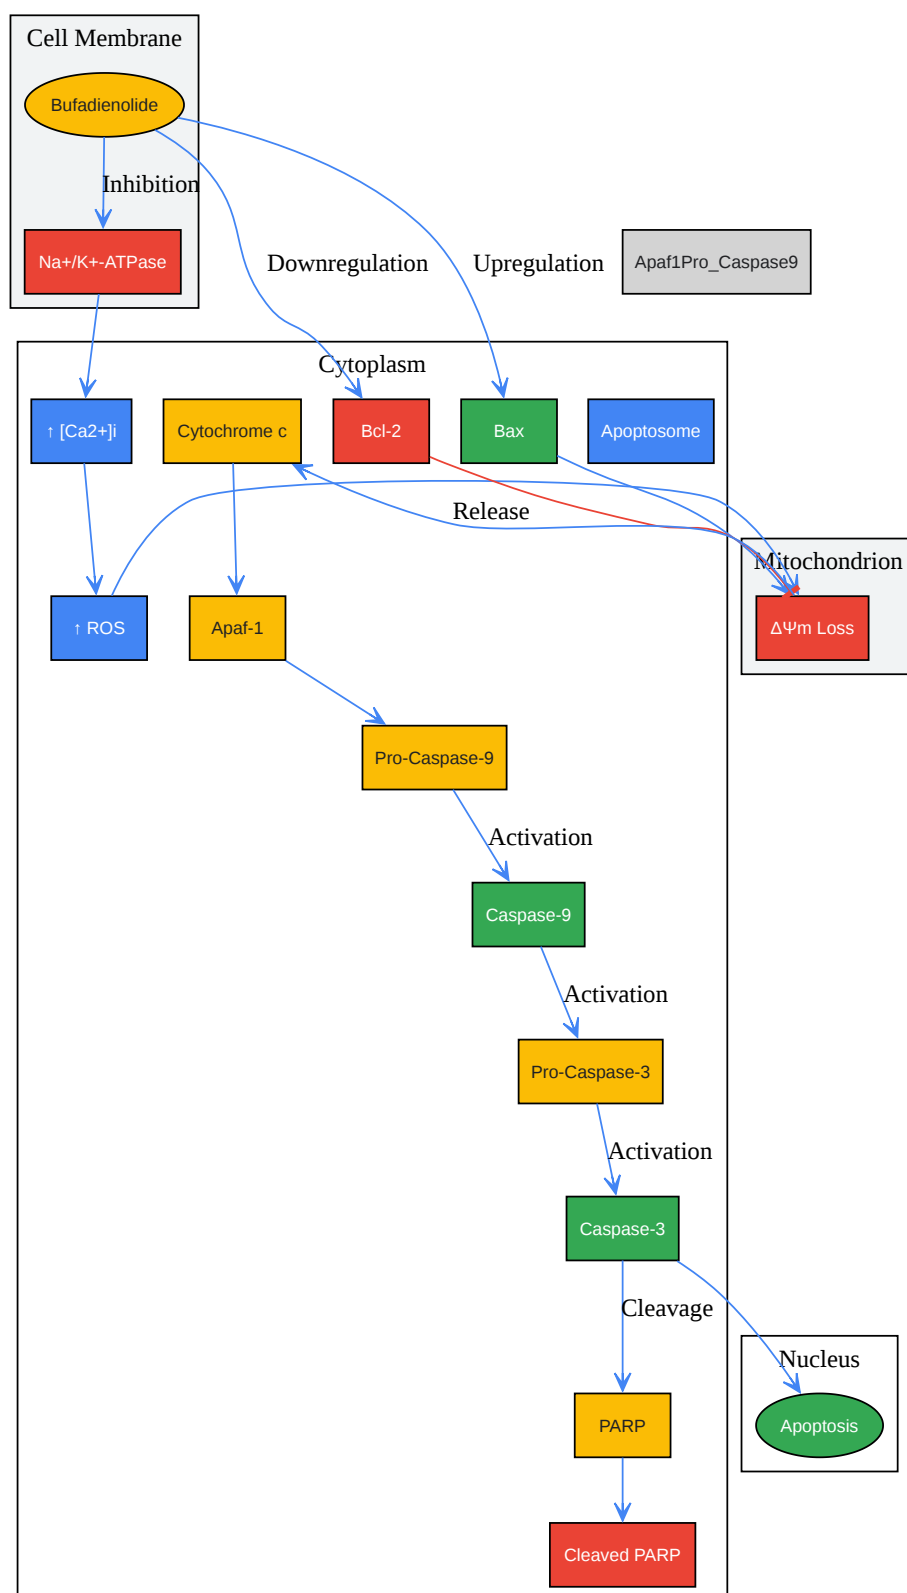 Cell Membrane
Bufadienolide
Inhibition
Na+/K+-ATPase
Downregulation
Upregulation
Apaf1Pro_Caspase9
Cytoplasm
↑ [Ca2+]i
Cytochrome c
Bcl-2
Bax
Apoptosome
Release
Mitochondrion
↑ ROS
Apaf-1
ΔΨm Loss
Pro-Caspase-9
Activation
Caspase-9
Activation
Pro-Caspase-3
Activation
Caspase-3
Cleavage
Nucleus
PARP
Apoptosis
Cleaved PARP